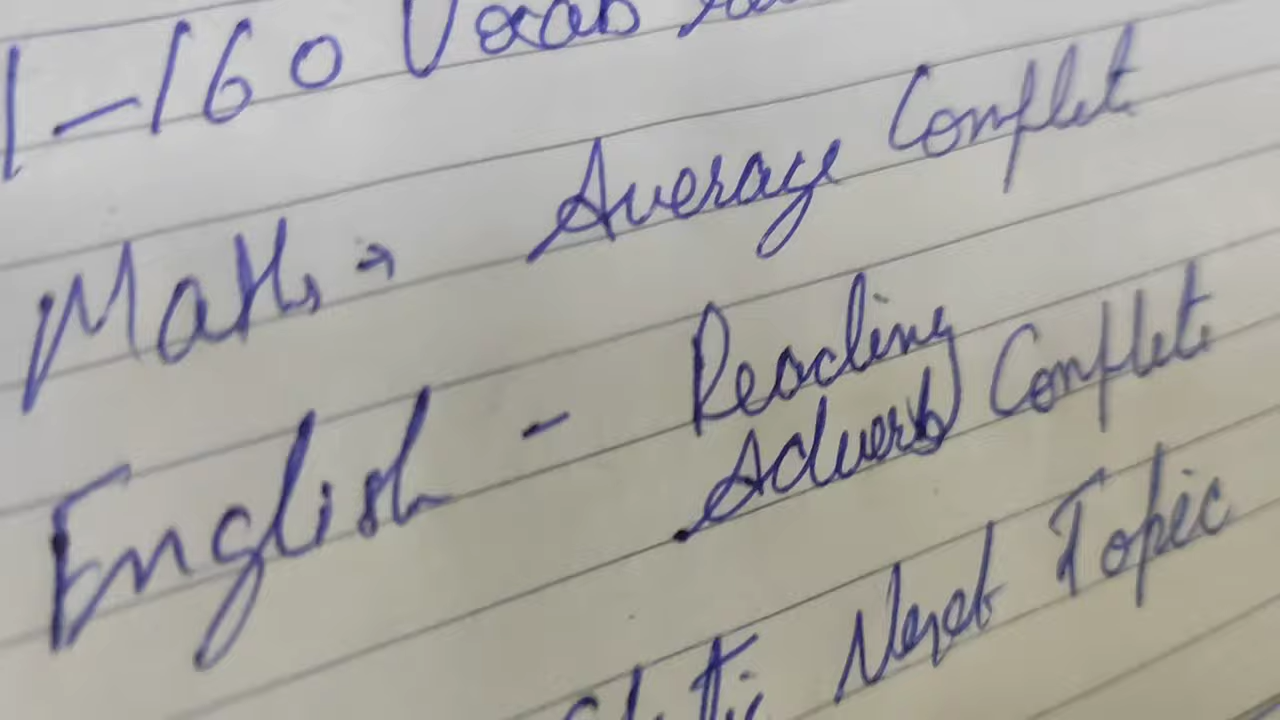 1-160 Vocab
Maths → Average Complete
English - Reading
Adverb Complete
Next Topic